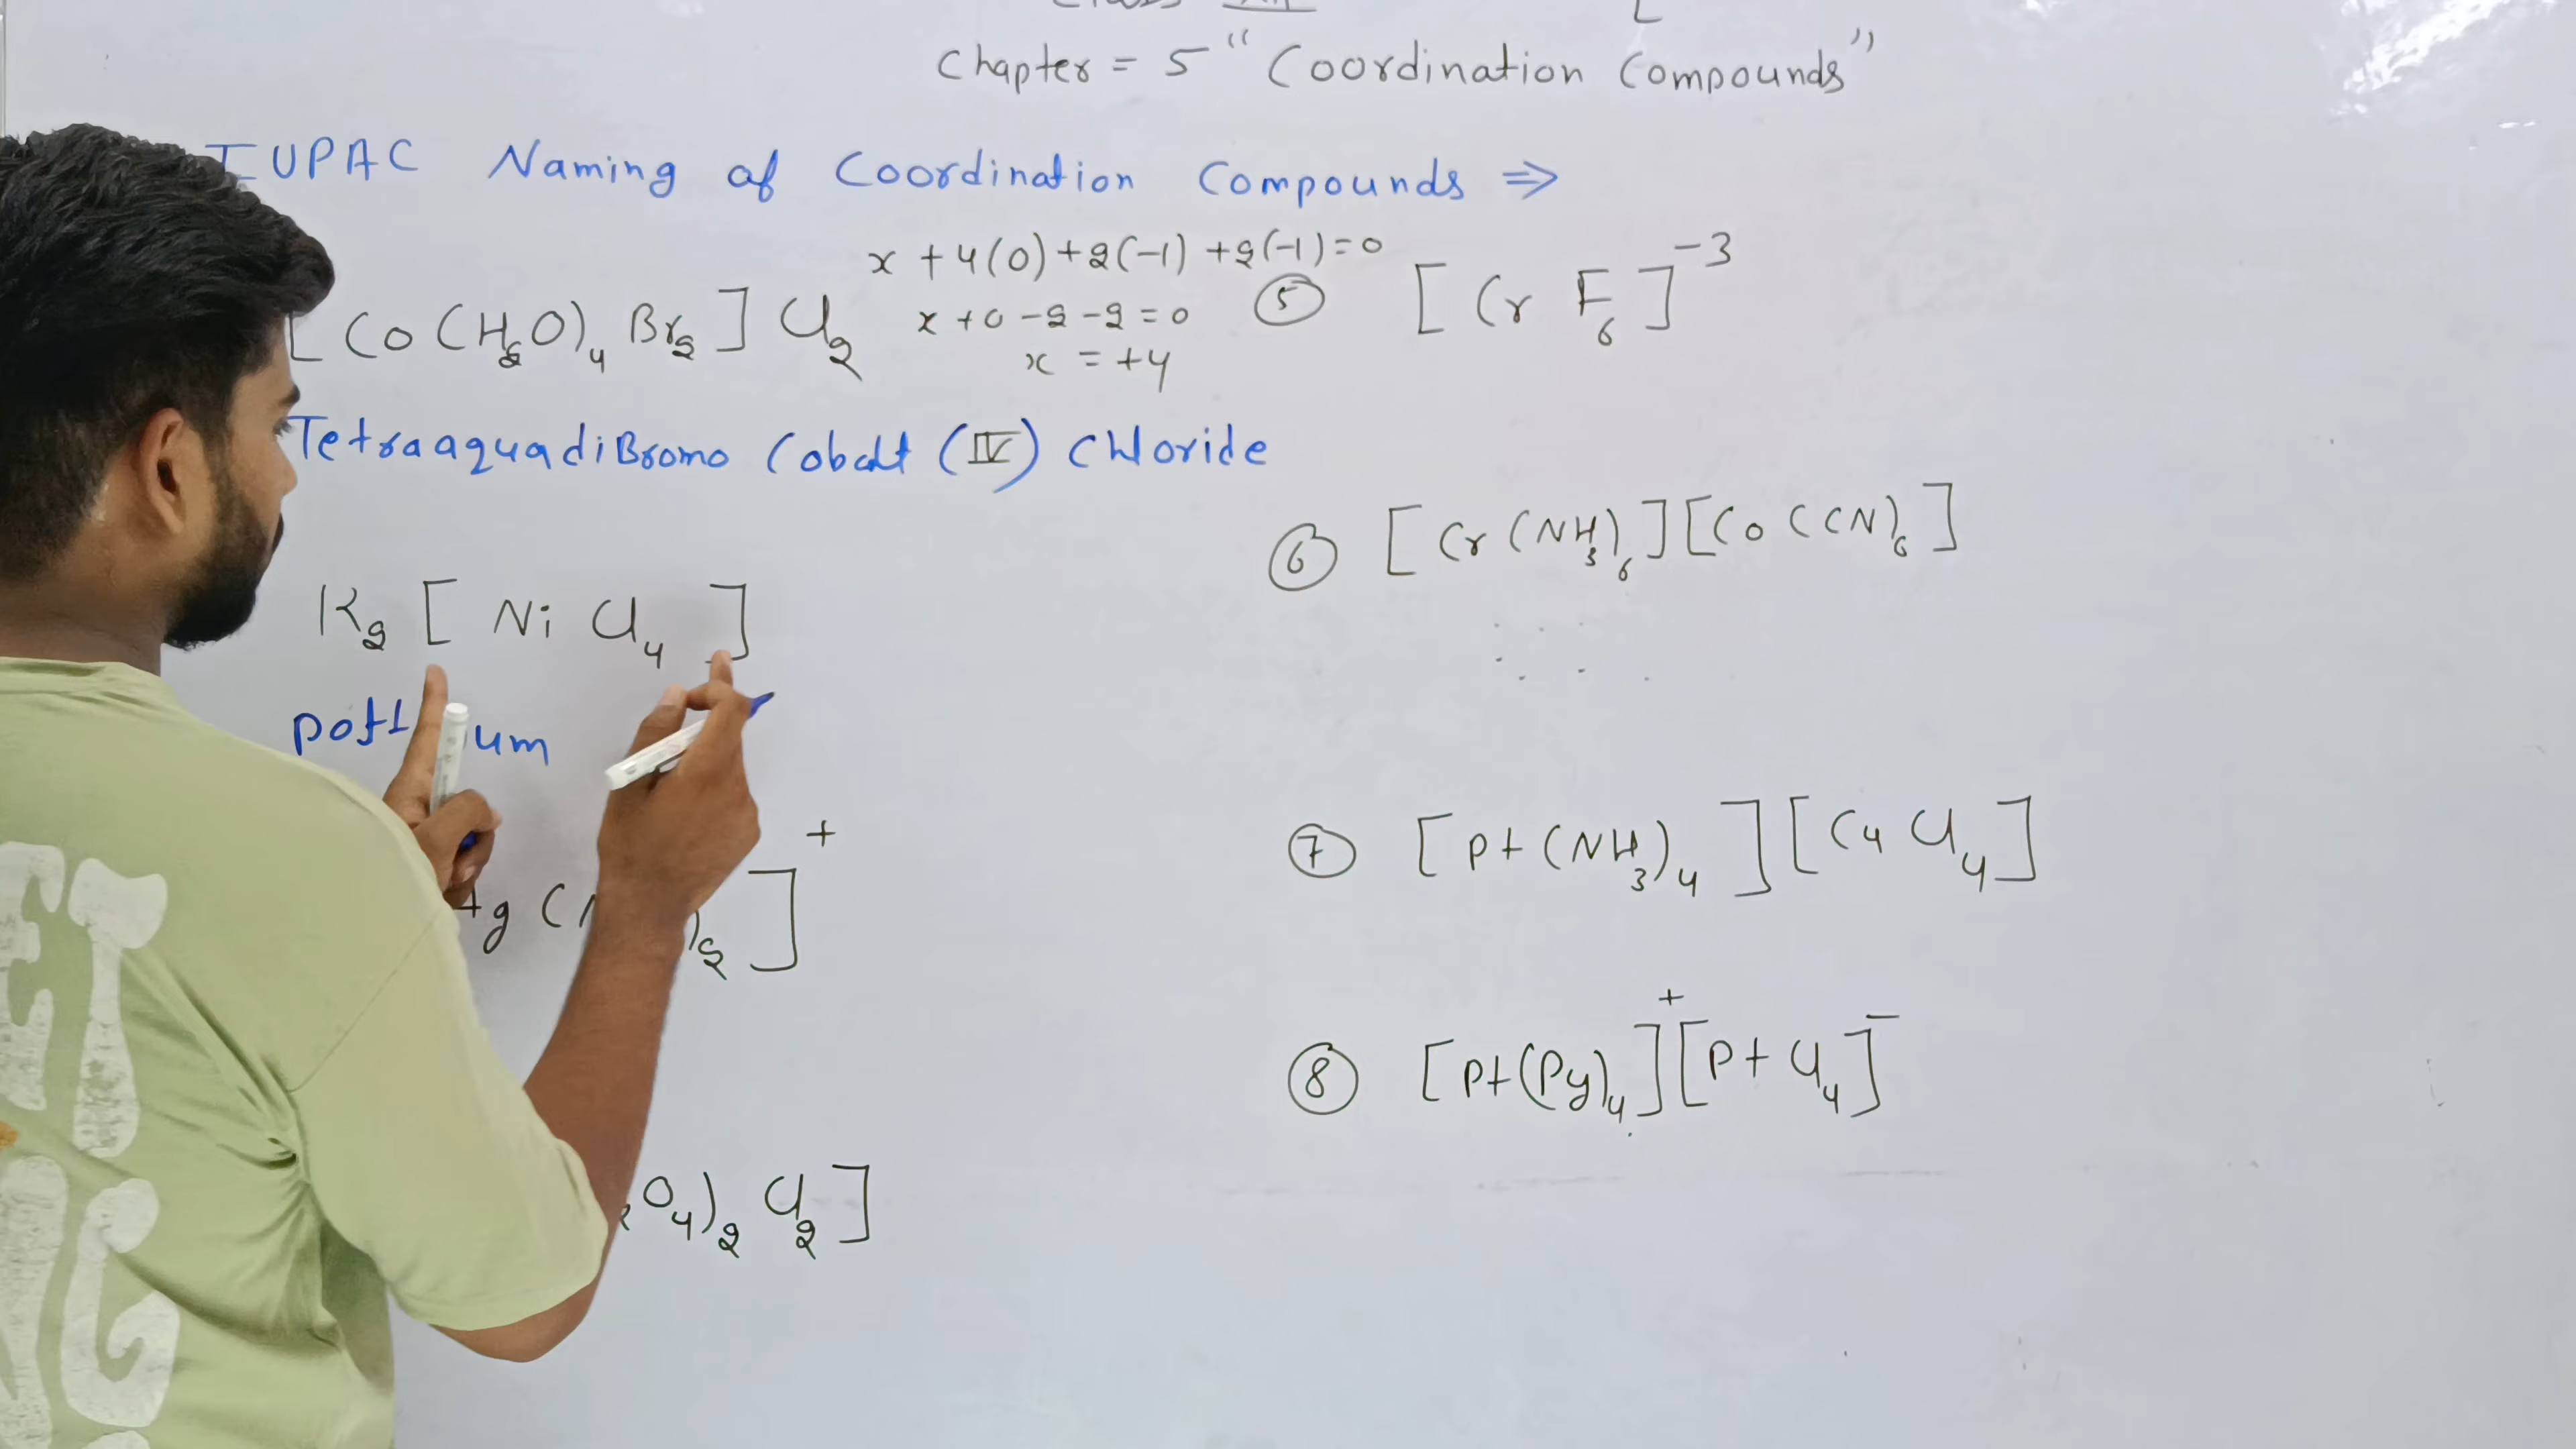 Chapter = 5 “Coordination Compounds”
IUPAC Naming of Coordination Compounds ⇒
[Co(H₂O)₄ Br₂] Cl₂
x + 4(0) + 2(-1) + 2(-1) = 0
x + 0 - 2 - 2 = 0
x = +4
TetraaquadiBromo Cobalt (IV) Chloride
K₂ [ Ni Cl₄ ]
g ( )₂ ]⁺
O₄)₂ Cl₂ ]
⑤ [ Cr F₆ ]⁻³
⑥ [ Cr (NH₃)₆ ] [ Co (CN)₆ ]
⑦ [ Pt (NH₃)₄ ] [ Cu Cl₄ ]
⑧ [ Pt(Py)₄ ]⁺ [ Pt Cl₄ ]⁻